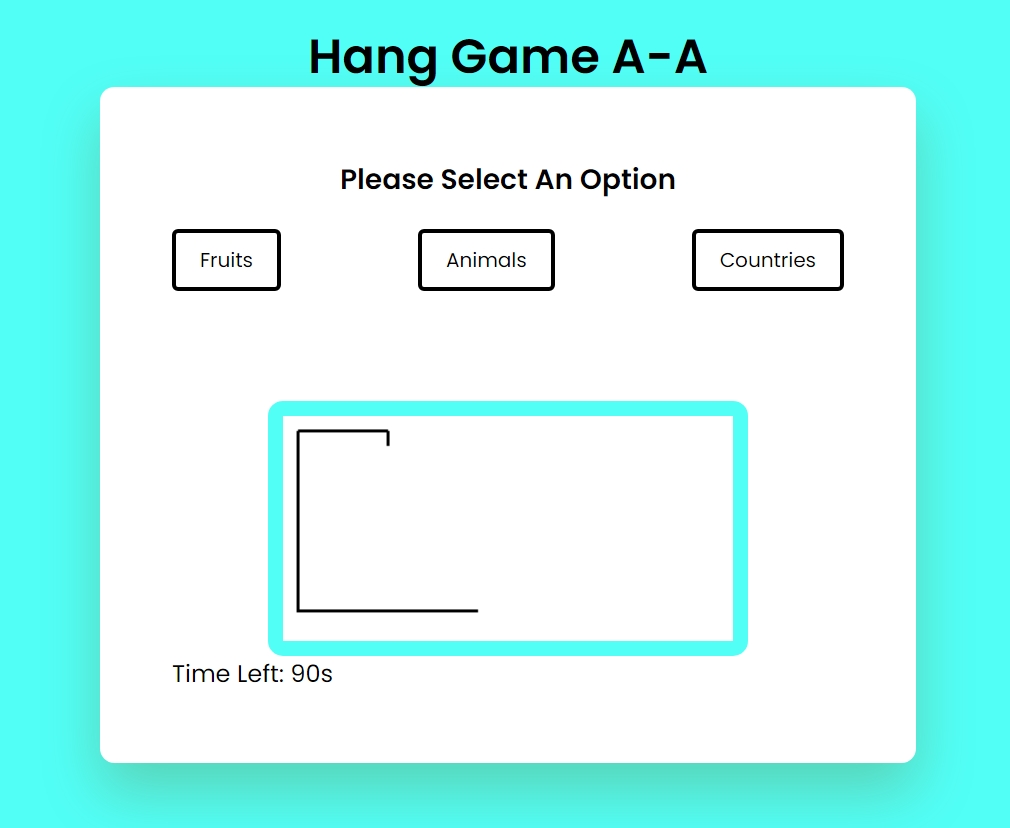 Hang Game A-A
Please Select An Option
Fruits
Animals
Countries
Time Left: 90s